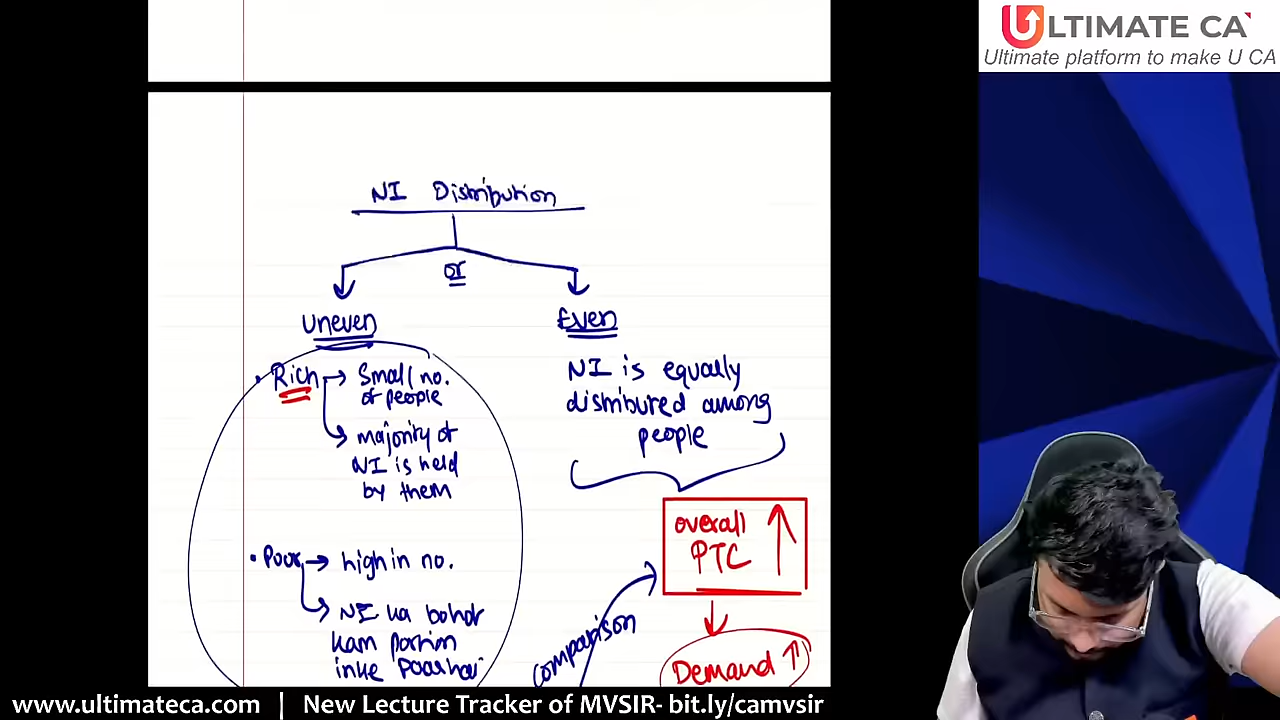 ULTIMATE CA
Ultimate platform to make U CA
NI Distribution
or
Uneven
Even
• Rich → Small no.
of people
majority of
NI is held
by them
NI is equally
distribured among
people
overall
PTC ↑
• Poor → high in no.
NI ka bohot
kam portion
inke paas hai
comparison
Demand ↑
www.ultimateca.com | New Lecture Tracker of MVSIR- bit.ly/camvsir